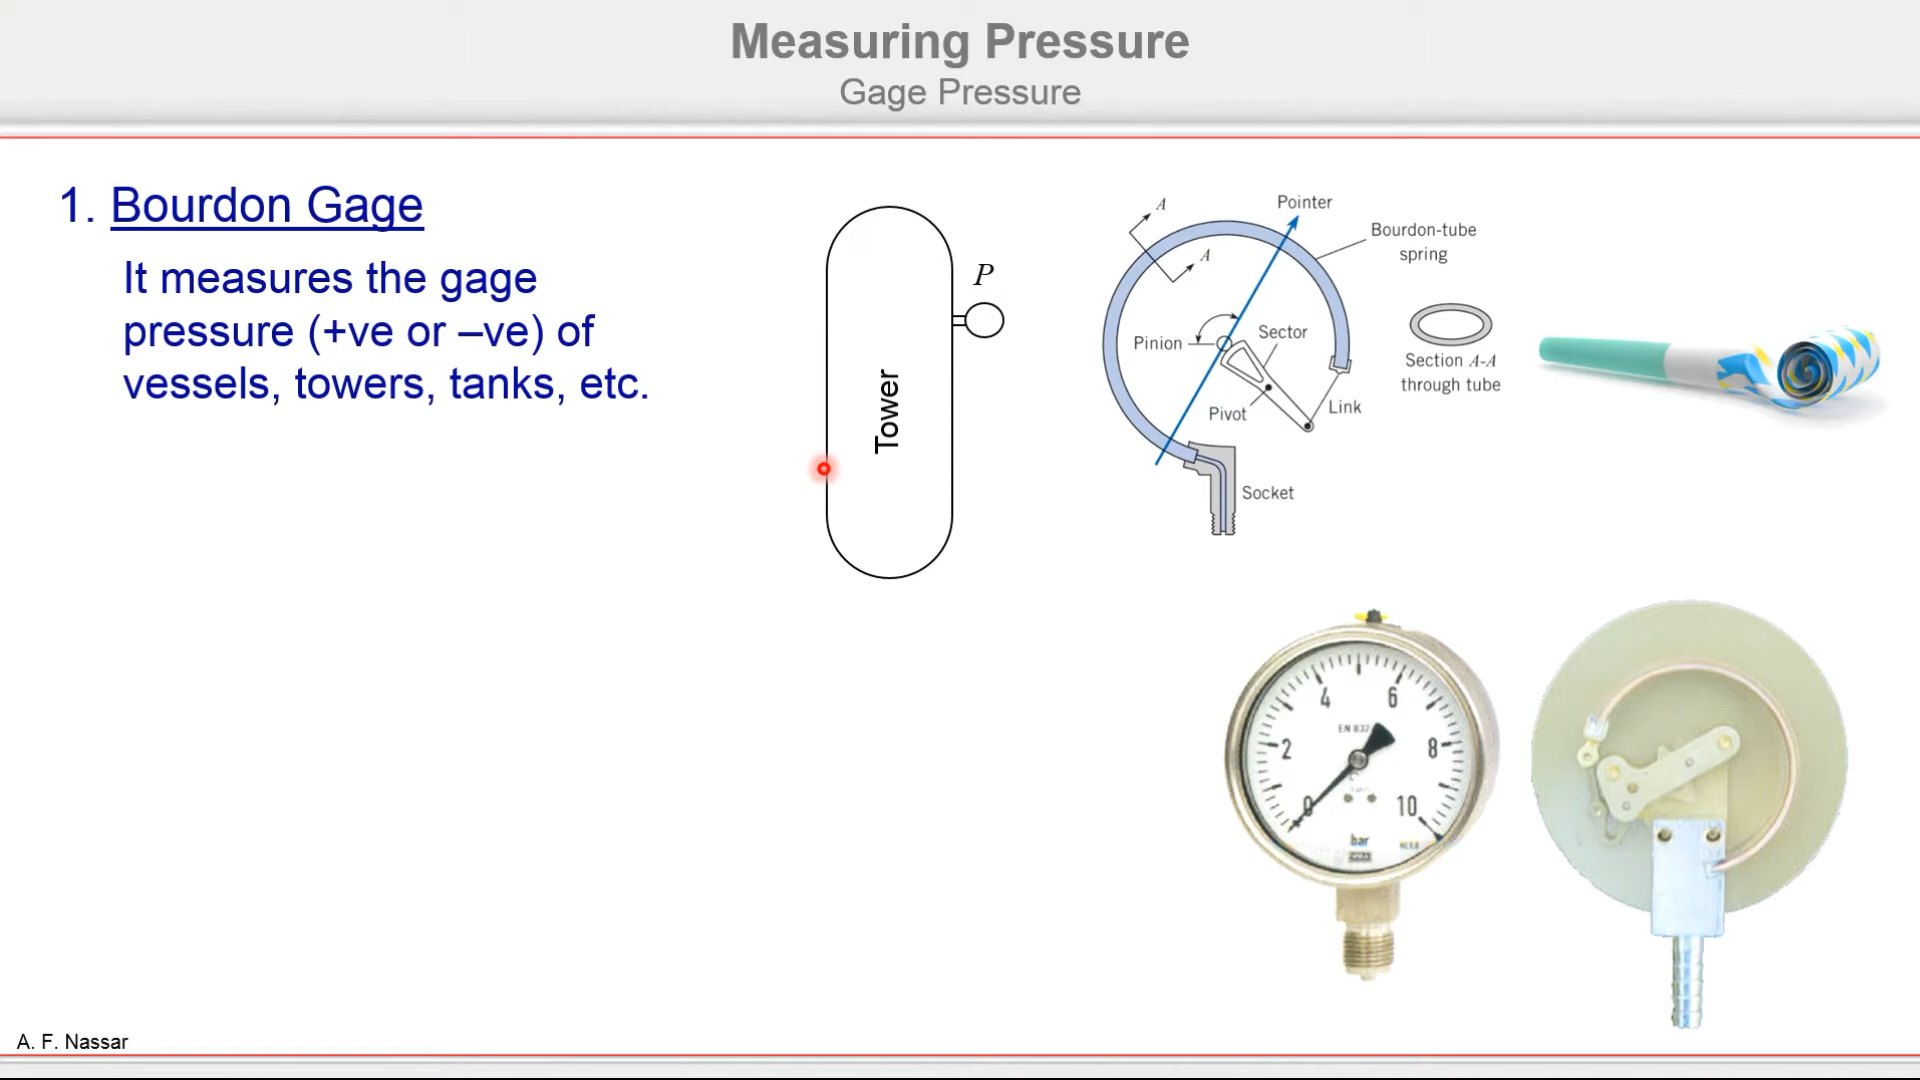 Measuring Pressure
Gage Pressure
1. Bourdon Gage
It measures the gage
pressure (+ve or –ve) of
vessels, towers, tanks, etc.
Tower
P
A
A
Pointer
Bourdon-tube
spring
Pinion
Sector
Pivot
Link
Socket
Section A-A
through tube
4
6
2
8
0
10
bar
A. F. Nassar